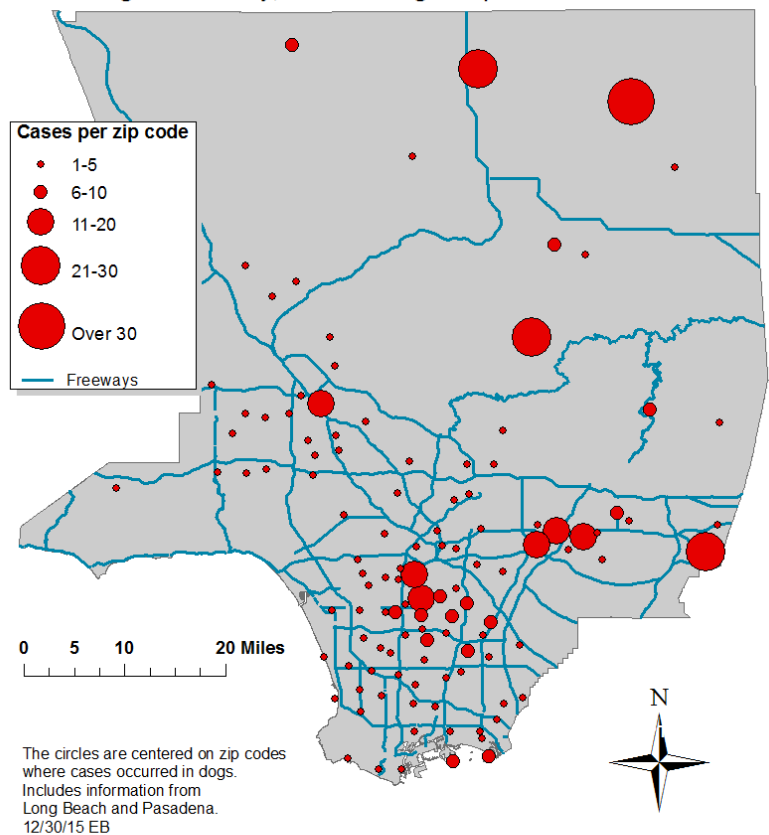 Cases per zip code
1-5
6-10
11-20
21-30
Over 30
Freeways
0 5 10 20 Miles
N
The circles are centered on zip codes
where cases occurred in dogs.
Includes information from
Long Beach and Pasadena.
12/30/15 EB